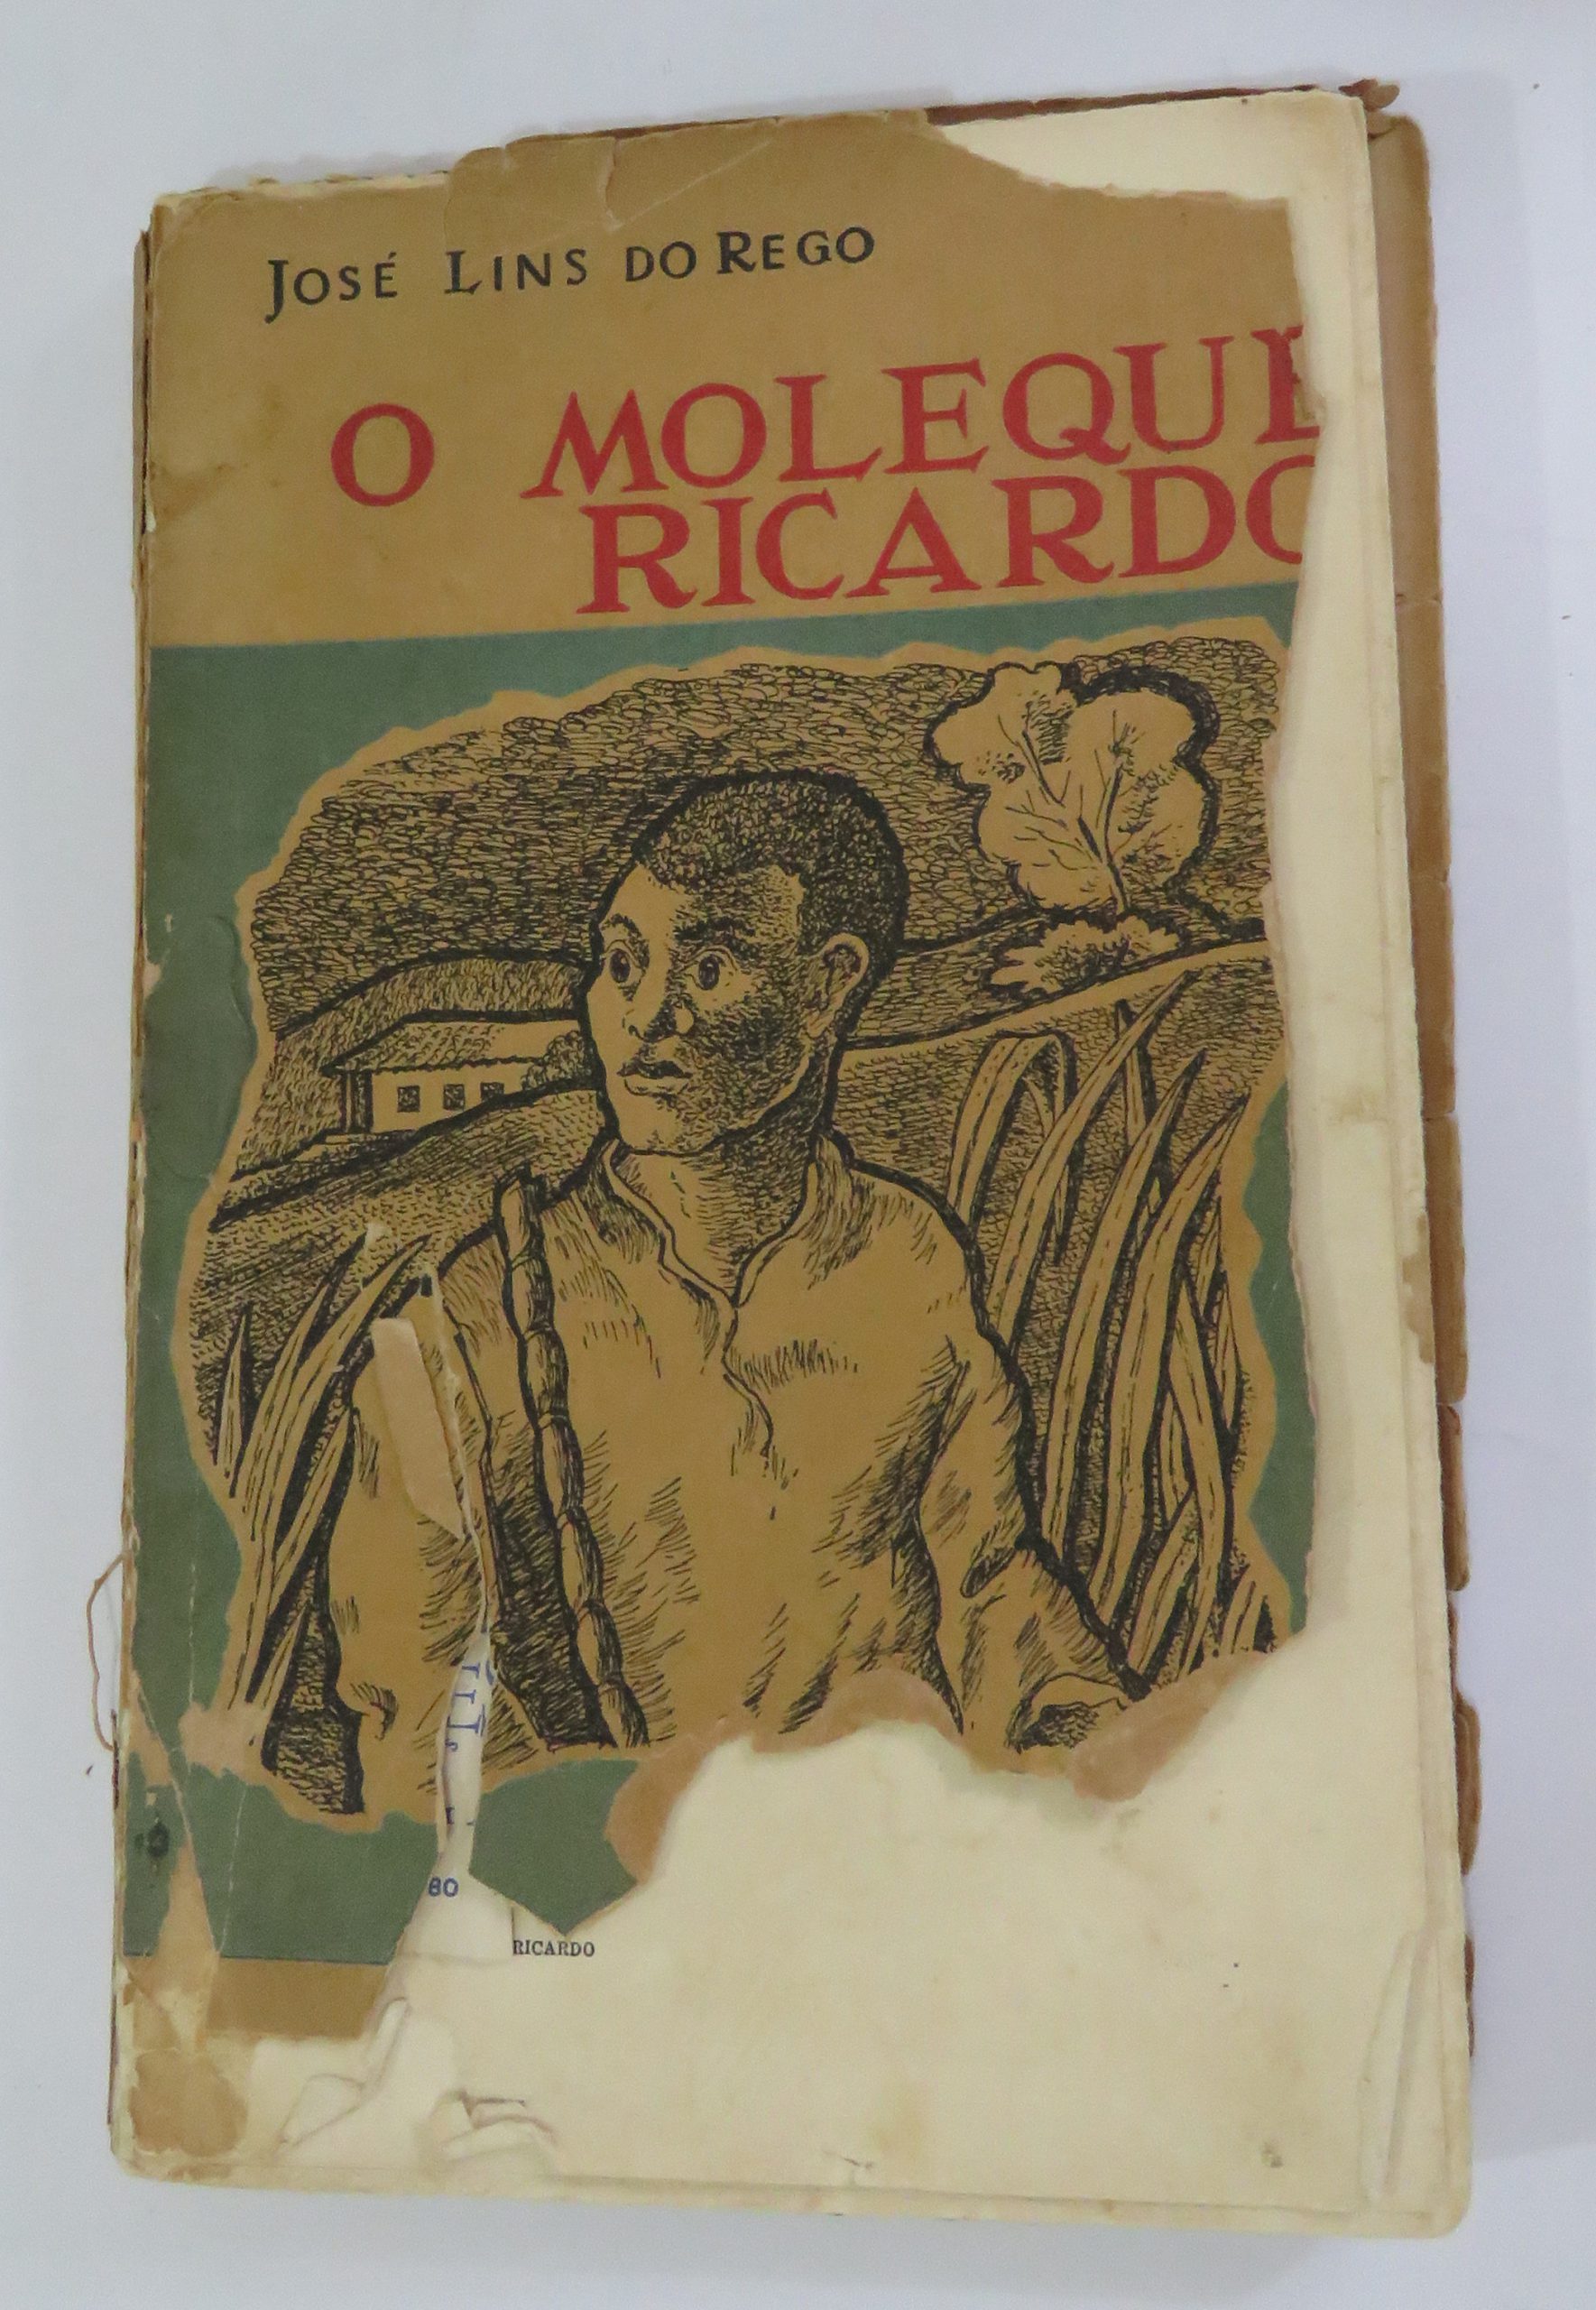 JOSÉ LINS DO REGO
O MOLEQUE
RICARDO
80
RICARDO